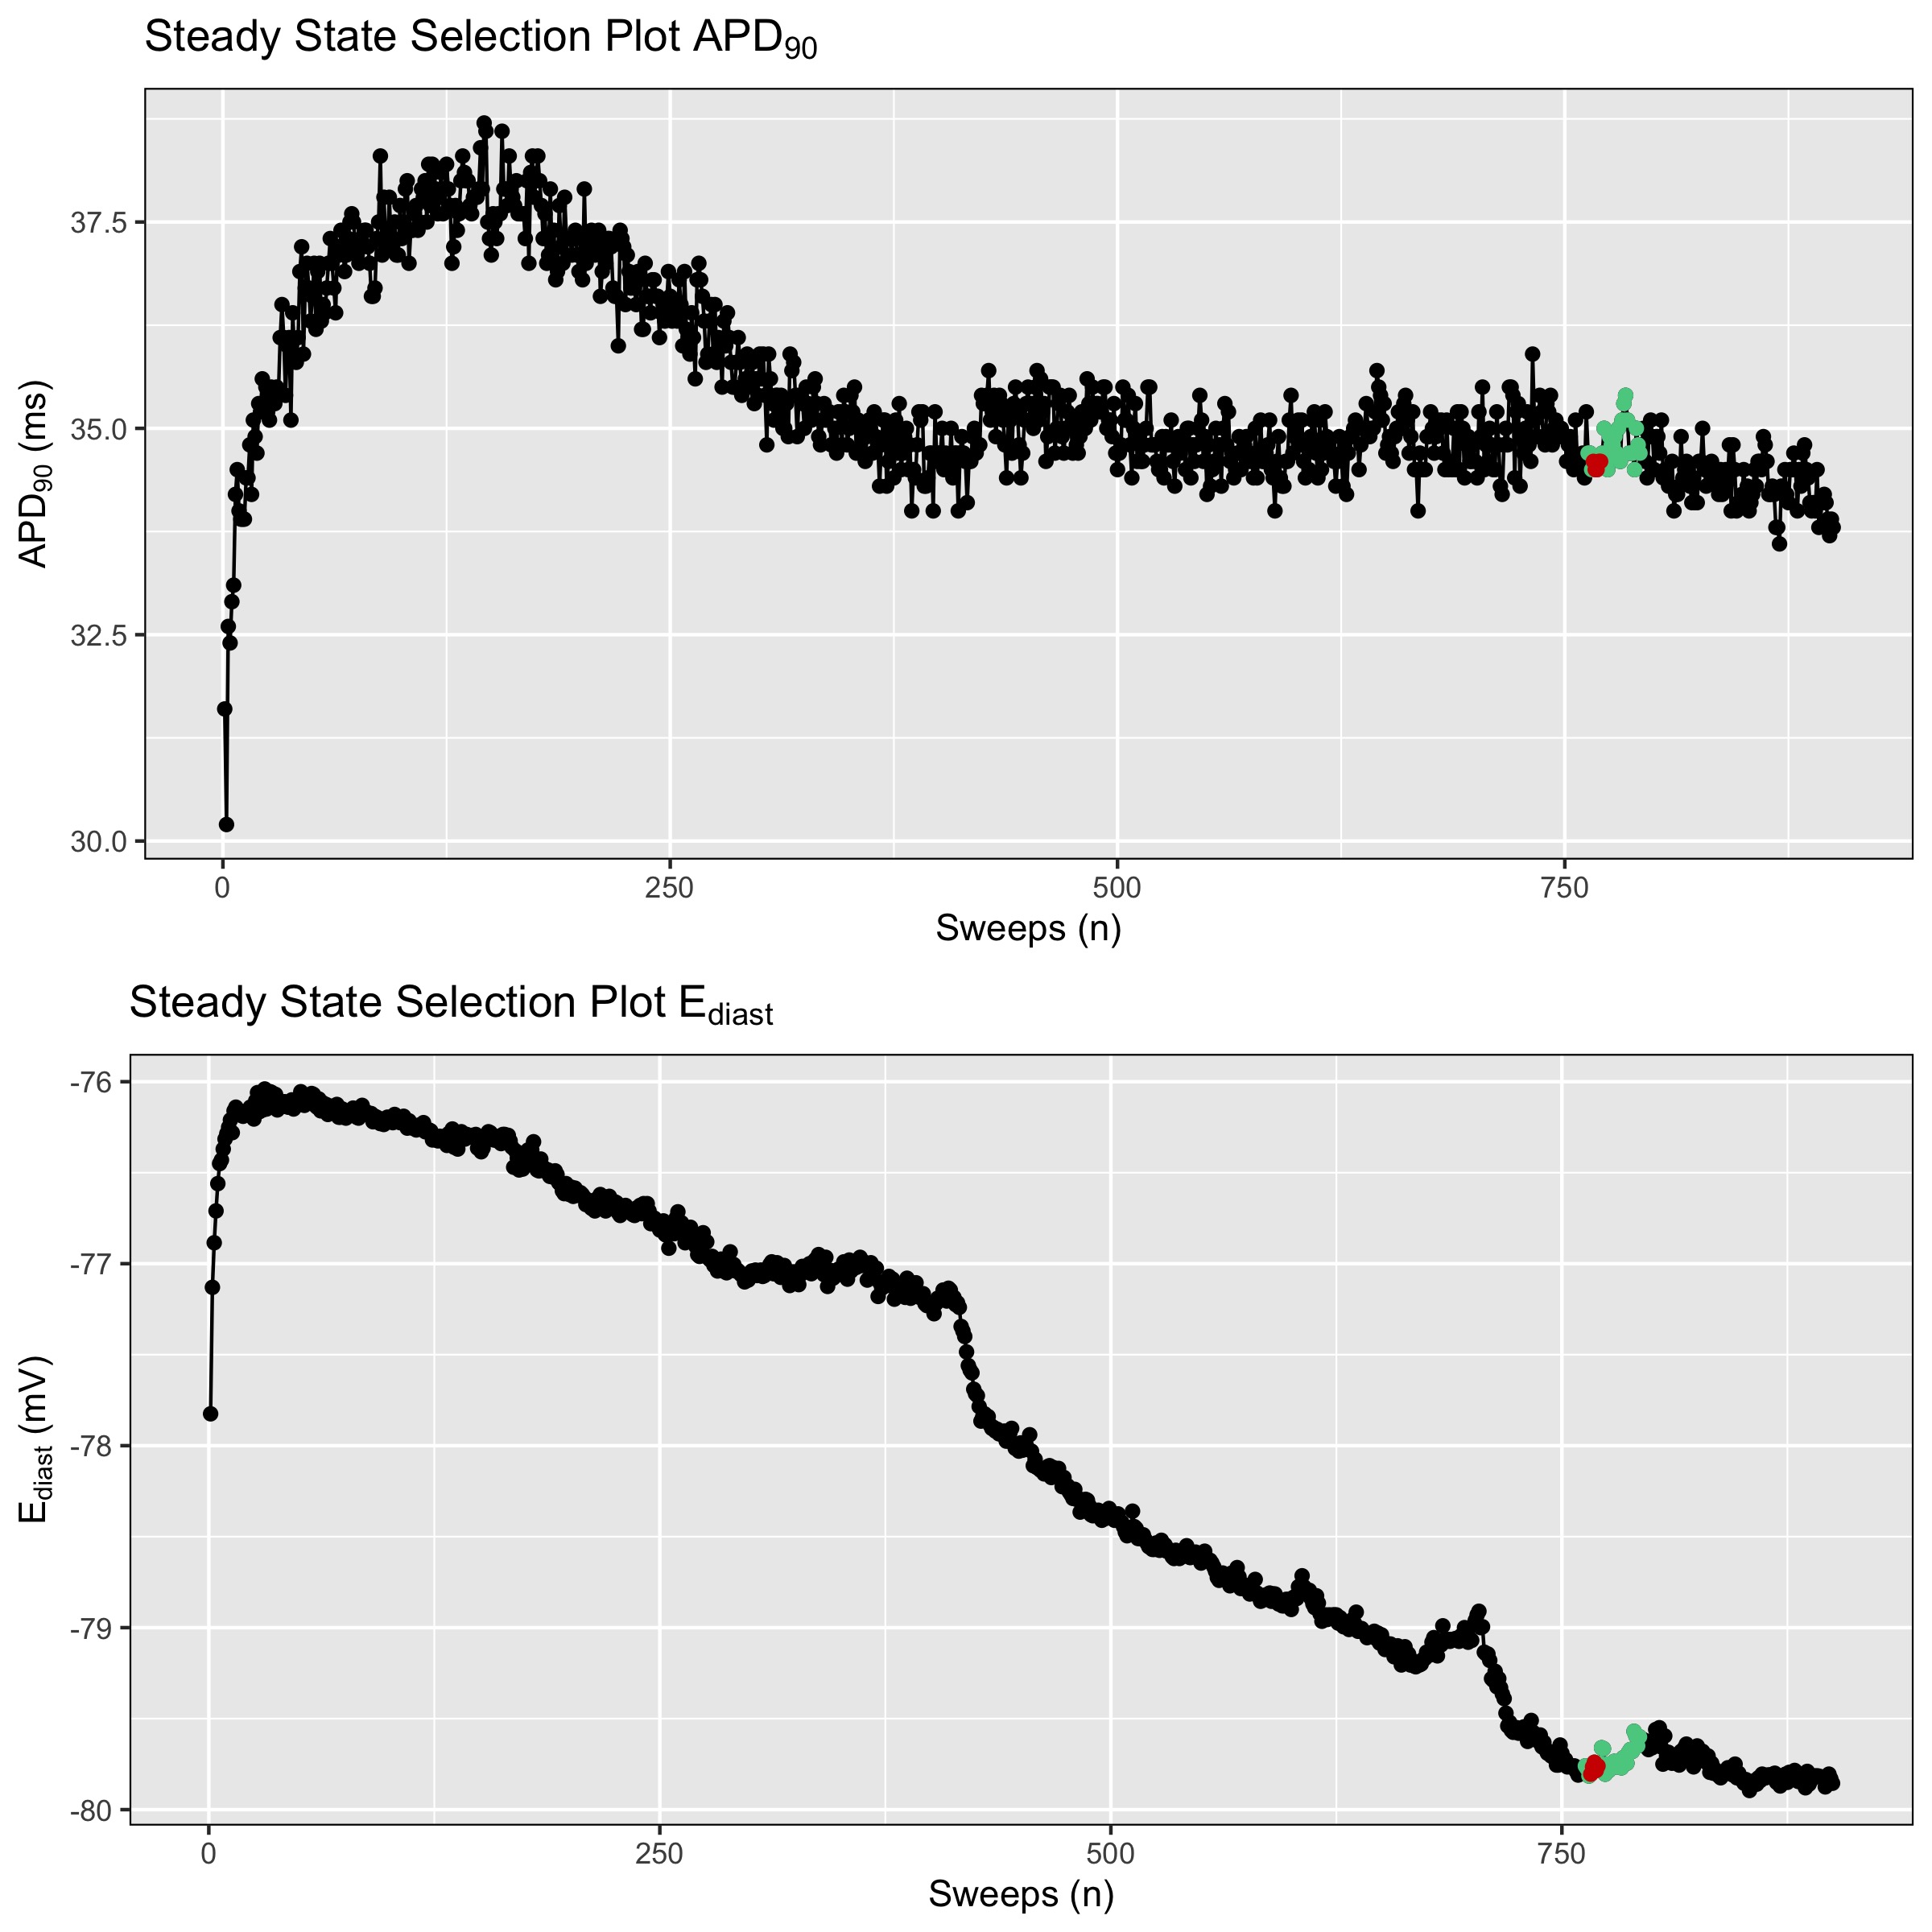 Steady State Selection Plot APD90
37.5
35.0
32.5
30.0
APD90 (ms)
0 250 500 750
Sweeps (n)
Steady State Selection Plot Ediast
-76
-77
-78
-79
-80
Ediast (mV)
0 250 500 750
Sweeps (n)